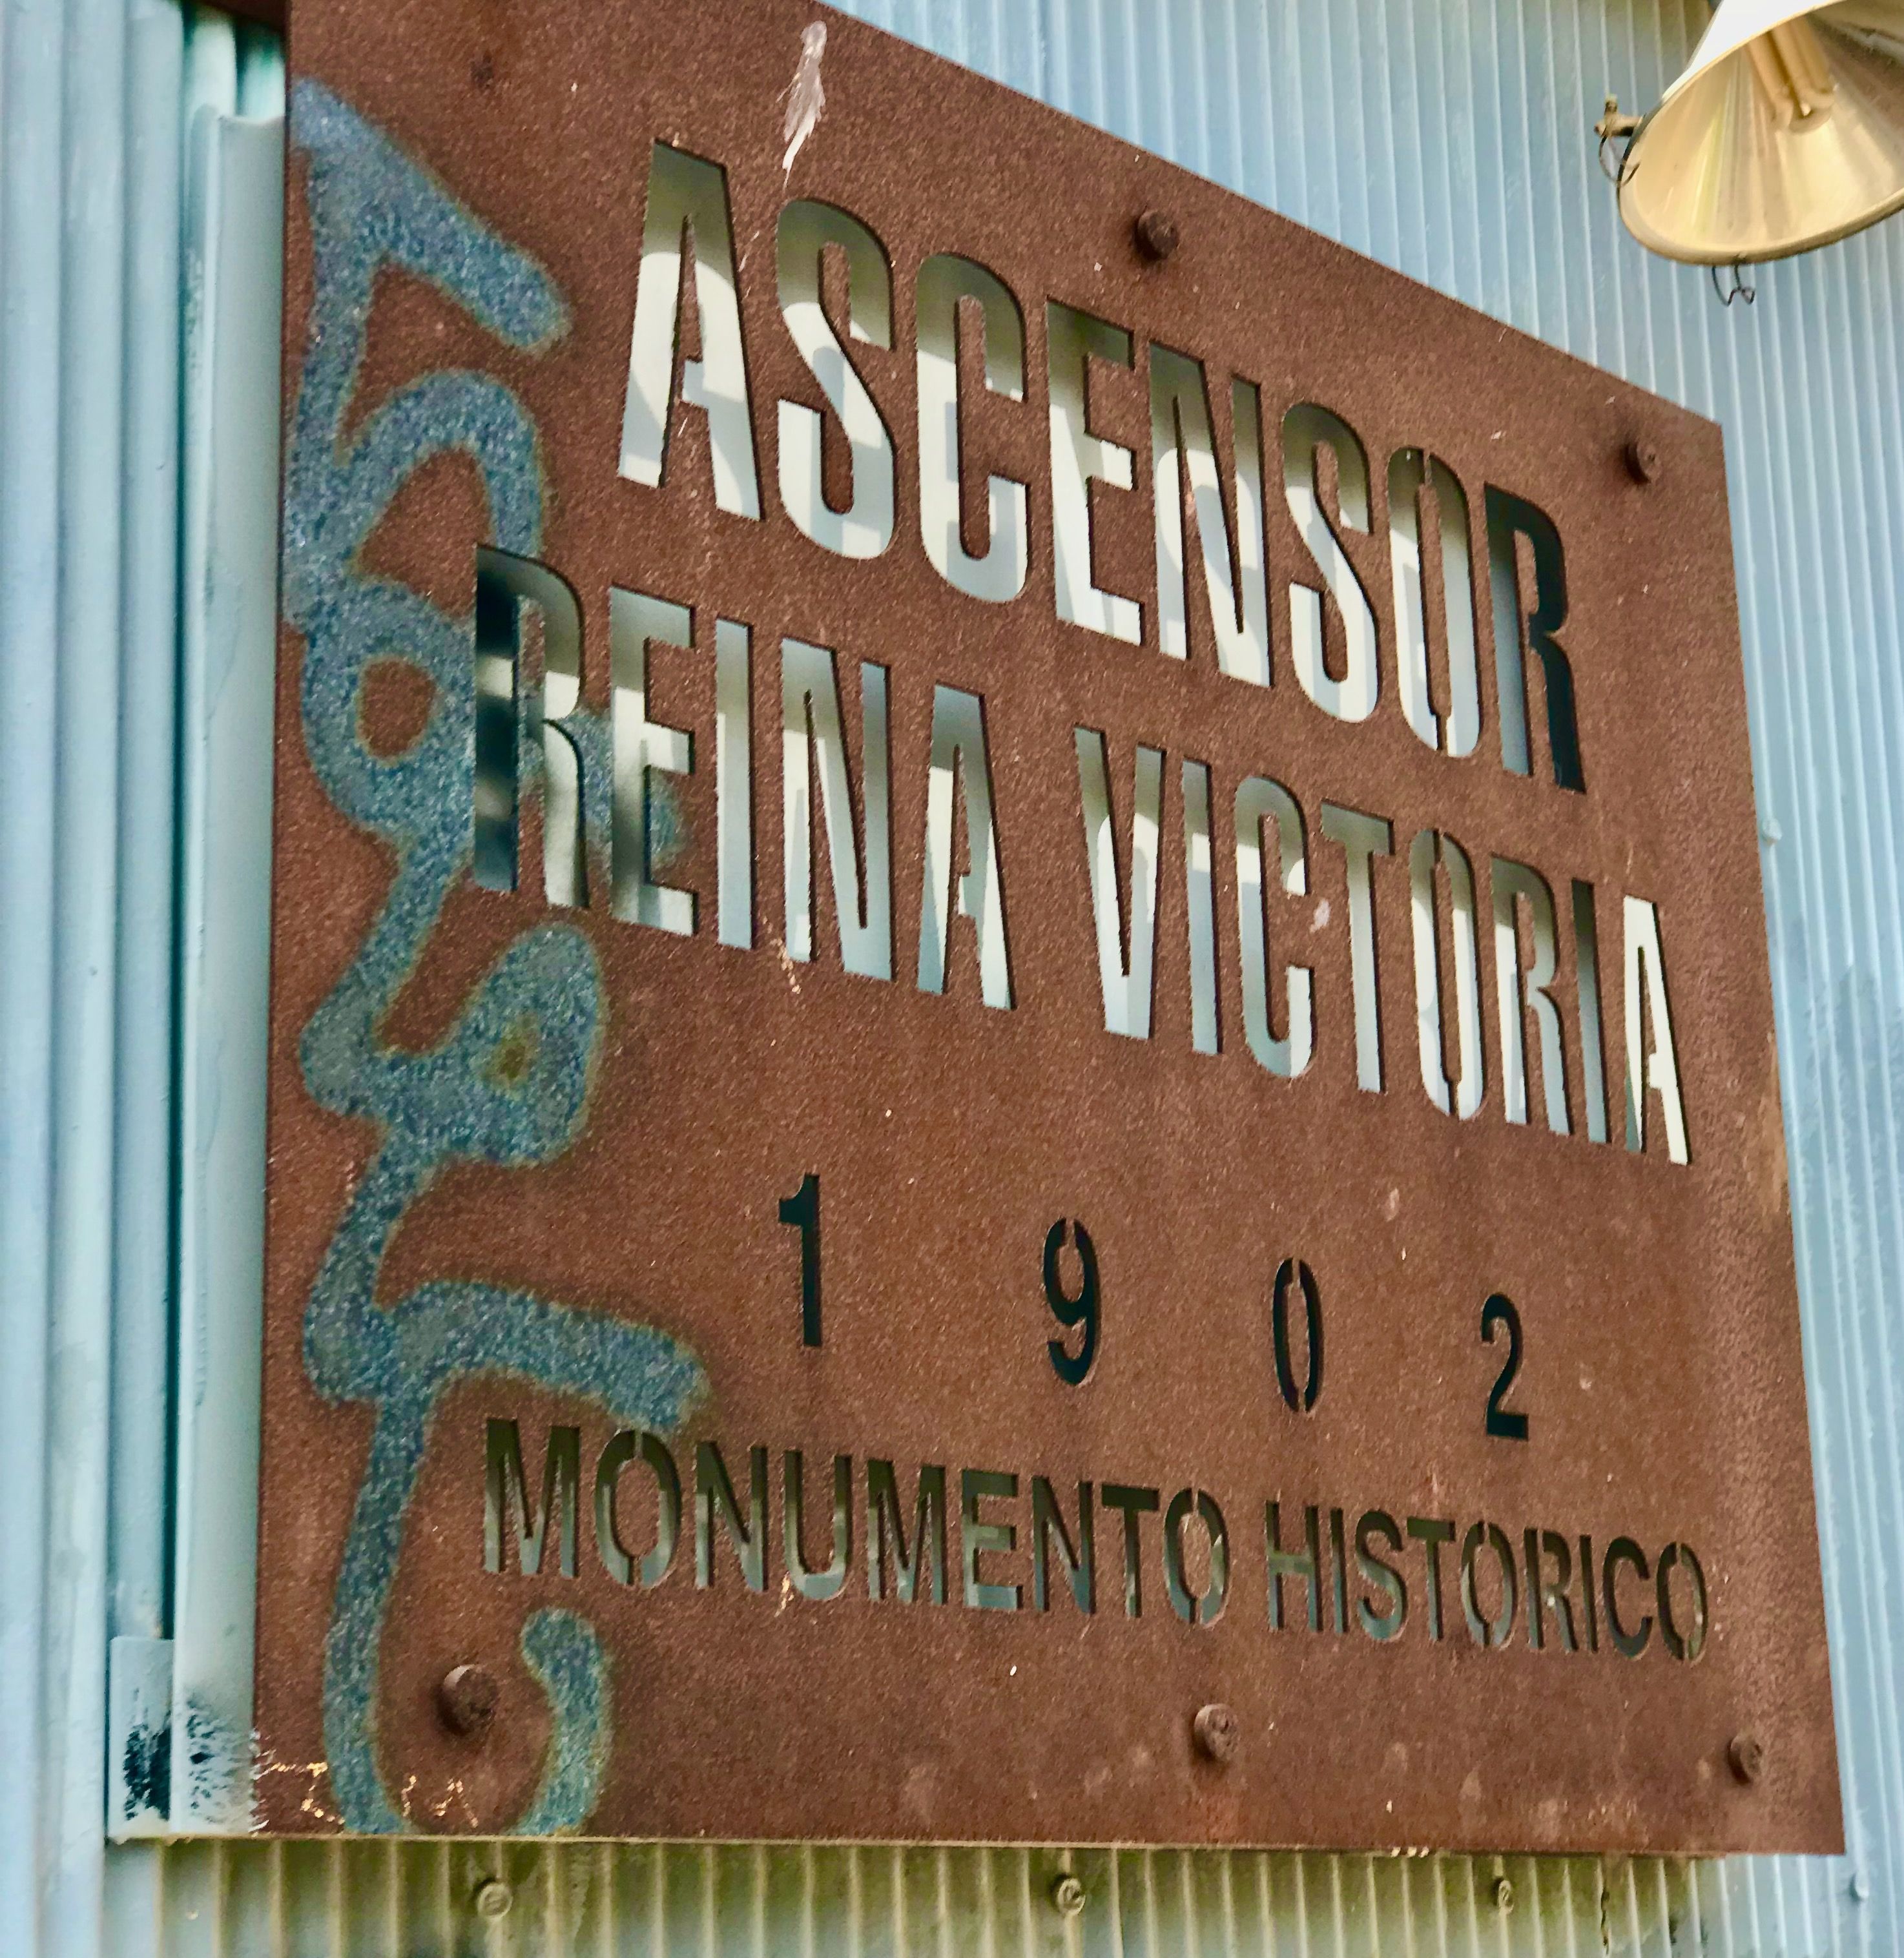 ASCENSOR
REINA VICTORIA
1902
MONUMENTO HISTORICO